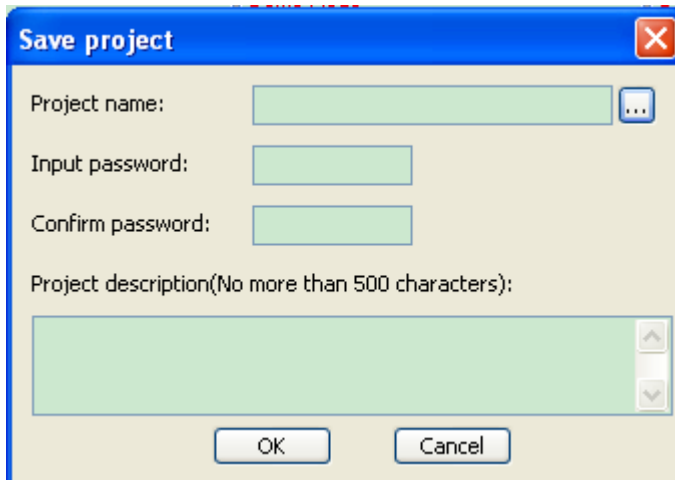 Save project
Project name:
...
Input password:
Confirm password:
Project description(No more than 500 characters):
OK
Cancel